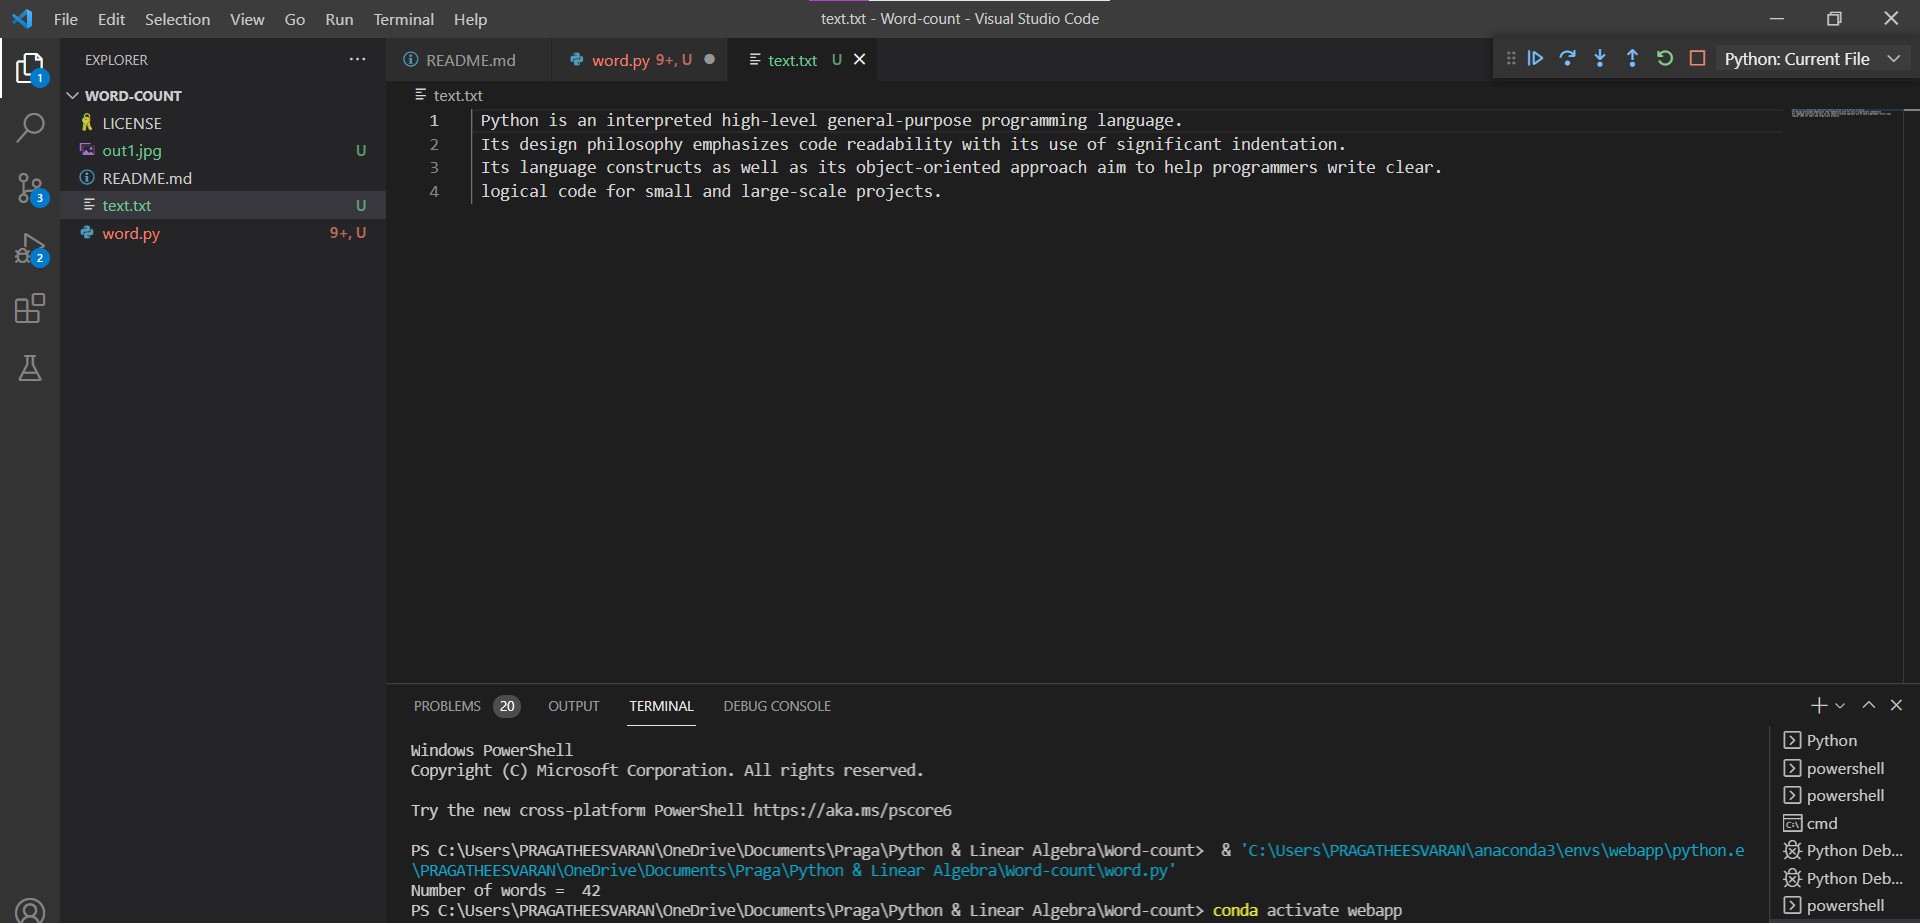 File Edit Selection View Go Run Terminal Help
text.txt - Word-count - Visual Studio Code
EXPLORER
README.md
word.py 9+, U
text.txt U
Python: Current File
1
WORD-COUNT
LICENSE
out1.jpg U
README.md
text.txt U
word.py 9+, U
3
2
text.txt
1 Python is an interpreted high-level general-purpose programming language.
2 Its design philosophy emphasizes code readability with its use of significant indentation.
3 Its language constructs as well as its object-oriented approach aim to help programmers write clear.
4 logical code for small and large-scale projects.
PROBLEMS 20 OUTPUT TERMINAL DEBUG CONSOLE
Windows PowerShell
Copyright (C) Microsoft Corporation. All rights reserved.
Try the new cross-platform PowerShell https://aka.ms/pscore6
PS C:\Users\PRAGATHEESVARAN\OneDrive\Documents\Praga\Python & Linear Algebra\Word-count> & 'C:\Users\PRAGATHEESVARAN\anaconda3\envs\webapp\python.e
\PRAGATHEESVARAN\OneDrive\Documents\Praga\Python & Linear Algebra\Word-count\word.py'
Number of words = 42
PS C:\Users\PRAGATHEESVARAN\OneDrive\Documents\Praga\Python & Linear Algebra\Word-count> conda activate webapp
Python
powershell
powershell
cmd
Python Deb...
Python Deb...
powershell